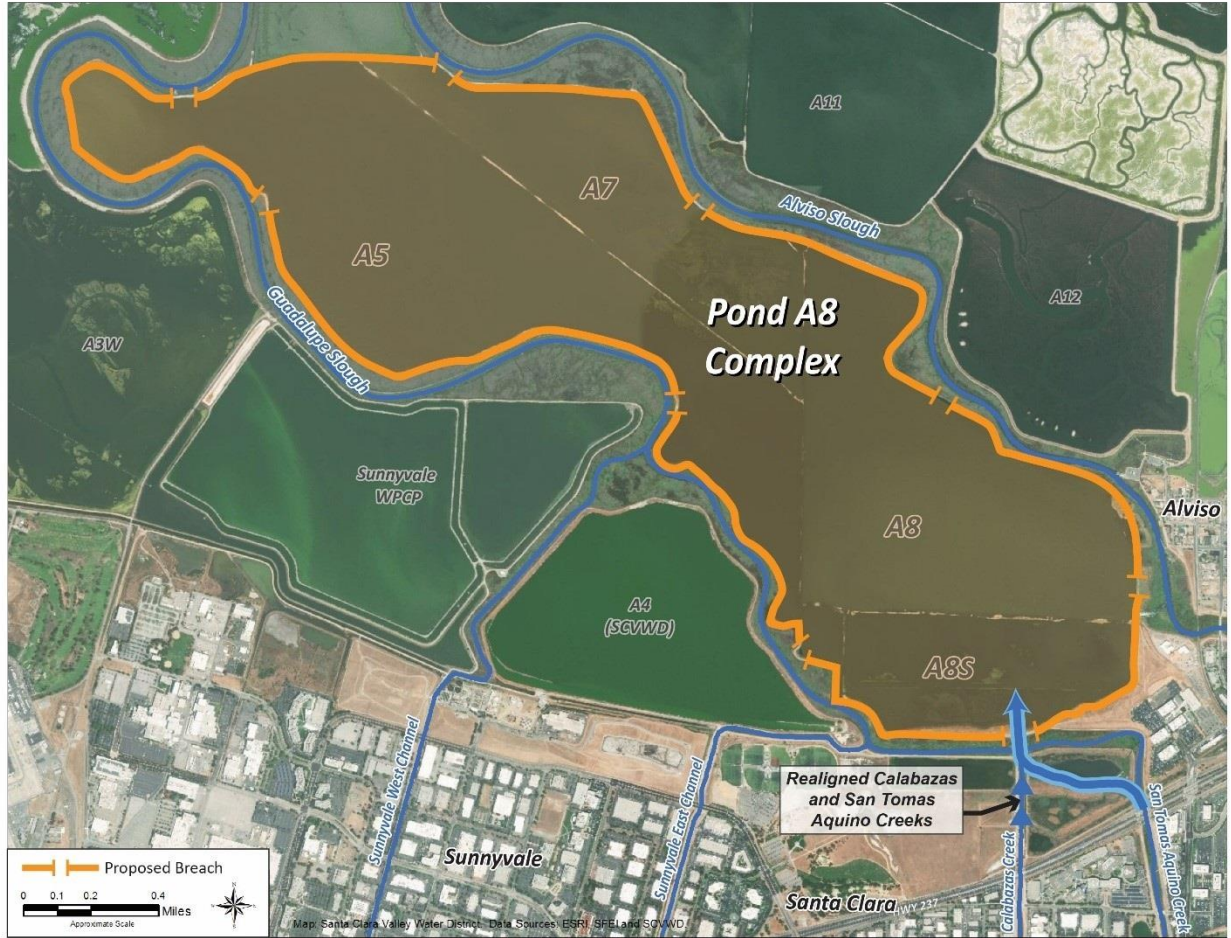 A11
A7
Alviso Slough
A5
A12
Pond A8
Complex
A3W
Guadalupe Slough
Sunnyvale
WPCP
Alviso
A8
A4
(SCVWD)
A8S
Realigned Calabazas
and San Tomas
Aquino Creeks
Sunnyvale West Channel
Sunnyvale East Channel
Calabazas Creek
San Tomas Aquino Creek
Sunnyvale
Santa Clara
HWY 237
Proposed Breach
0 0.1 0.2 0.4
Miles
Approximate Scale
N
Map: Santa Clara Valley Water District Data Sources: ESRI, SFEI and SCVWD